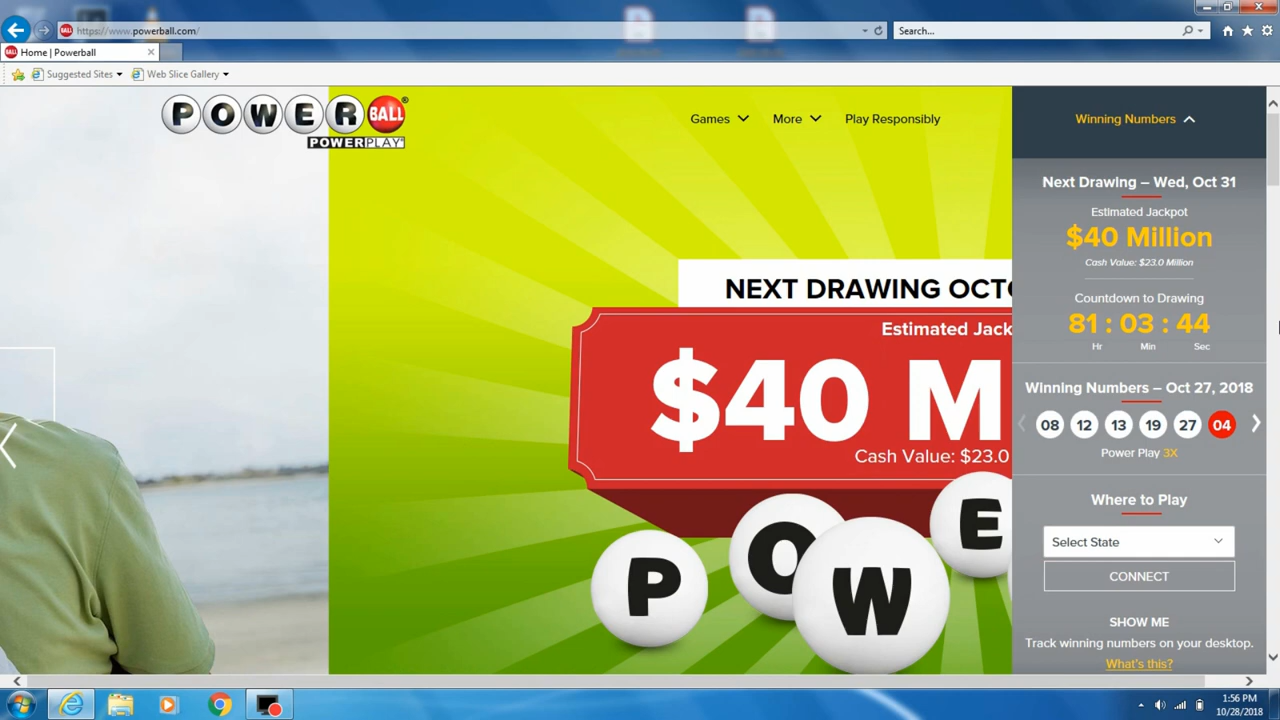 https://www.powerball.com/
Search...
Home | Powerball
Suggested Sites
Web Slice Gallery
POWER BALL®
POWERPLAY®
Games
More
Play Responsibly
Winning Numbers
NEXT DRAWING OCTO
Estimated Jack
$40 M
Cash Value: $23.0
P O W E
Next Drawing – Wed, Oct 31
Estimated Jackpot
$40 Million
Cash Value: $23.0 Million
Countdown to Drawing
81 : 03 : 44
Hr Min Sec
Winning Numbers – Oct 27, 2018
08 12 13 19 27 04
Power Play 3X
Where to Play
Select State
CONNECT
SHOW ME
Track winning numbers on your desktop.
What's this?
1:56 PM
10/28/2018